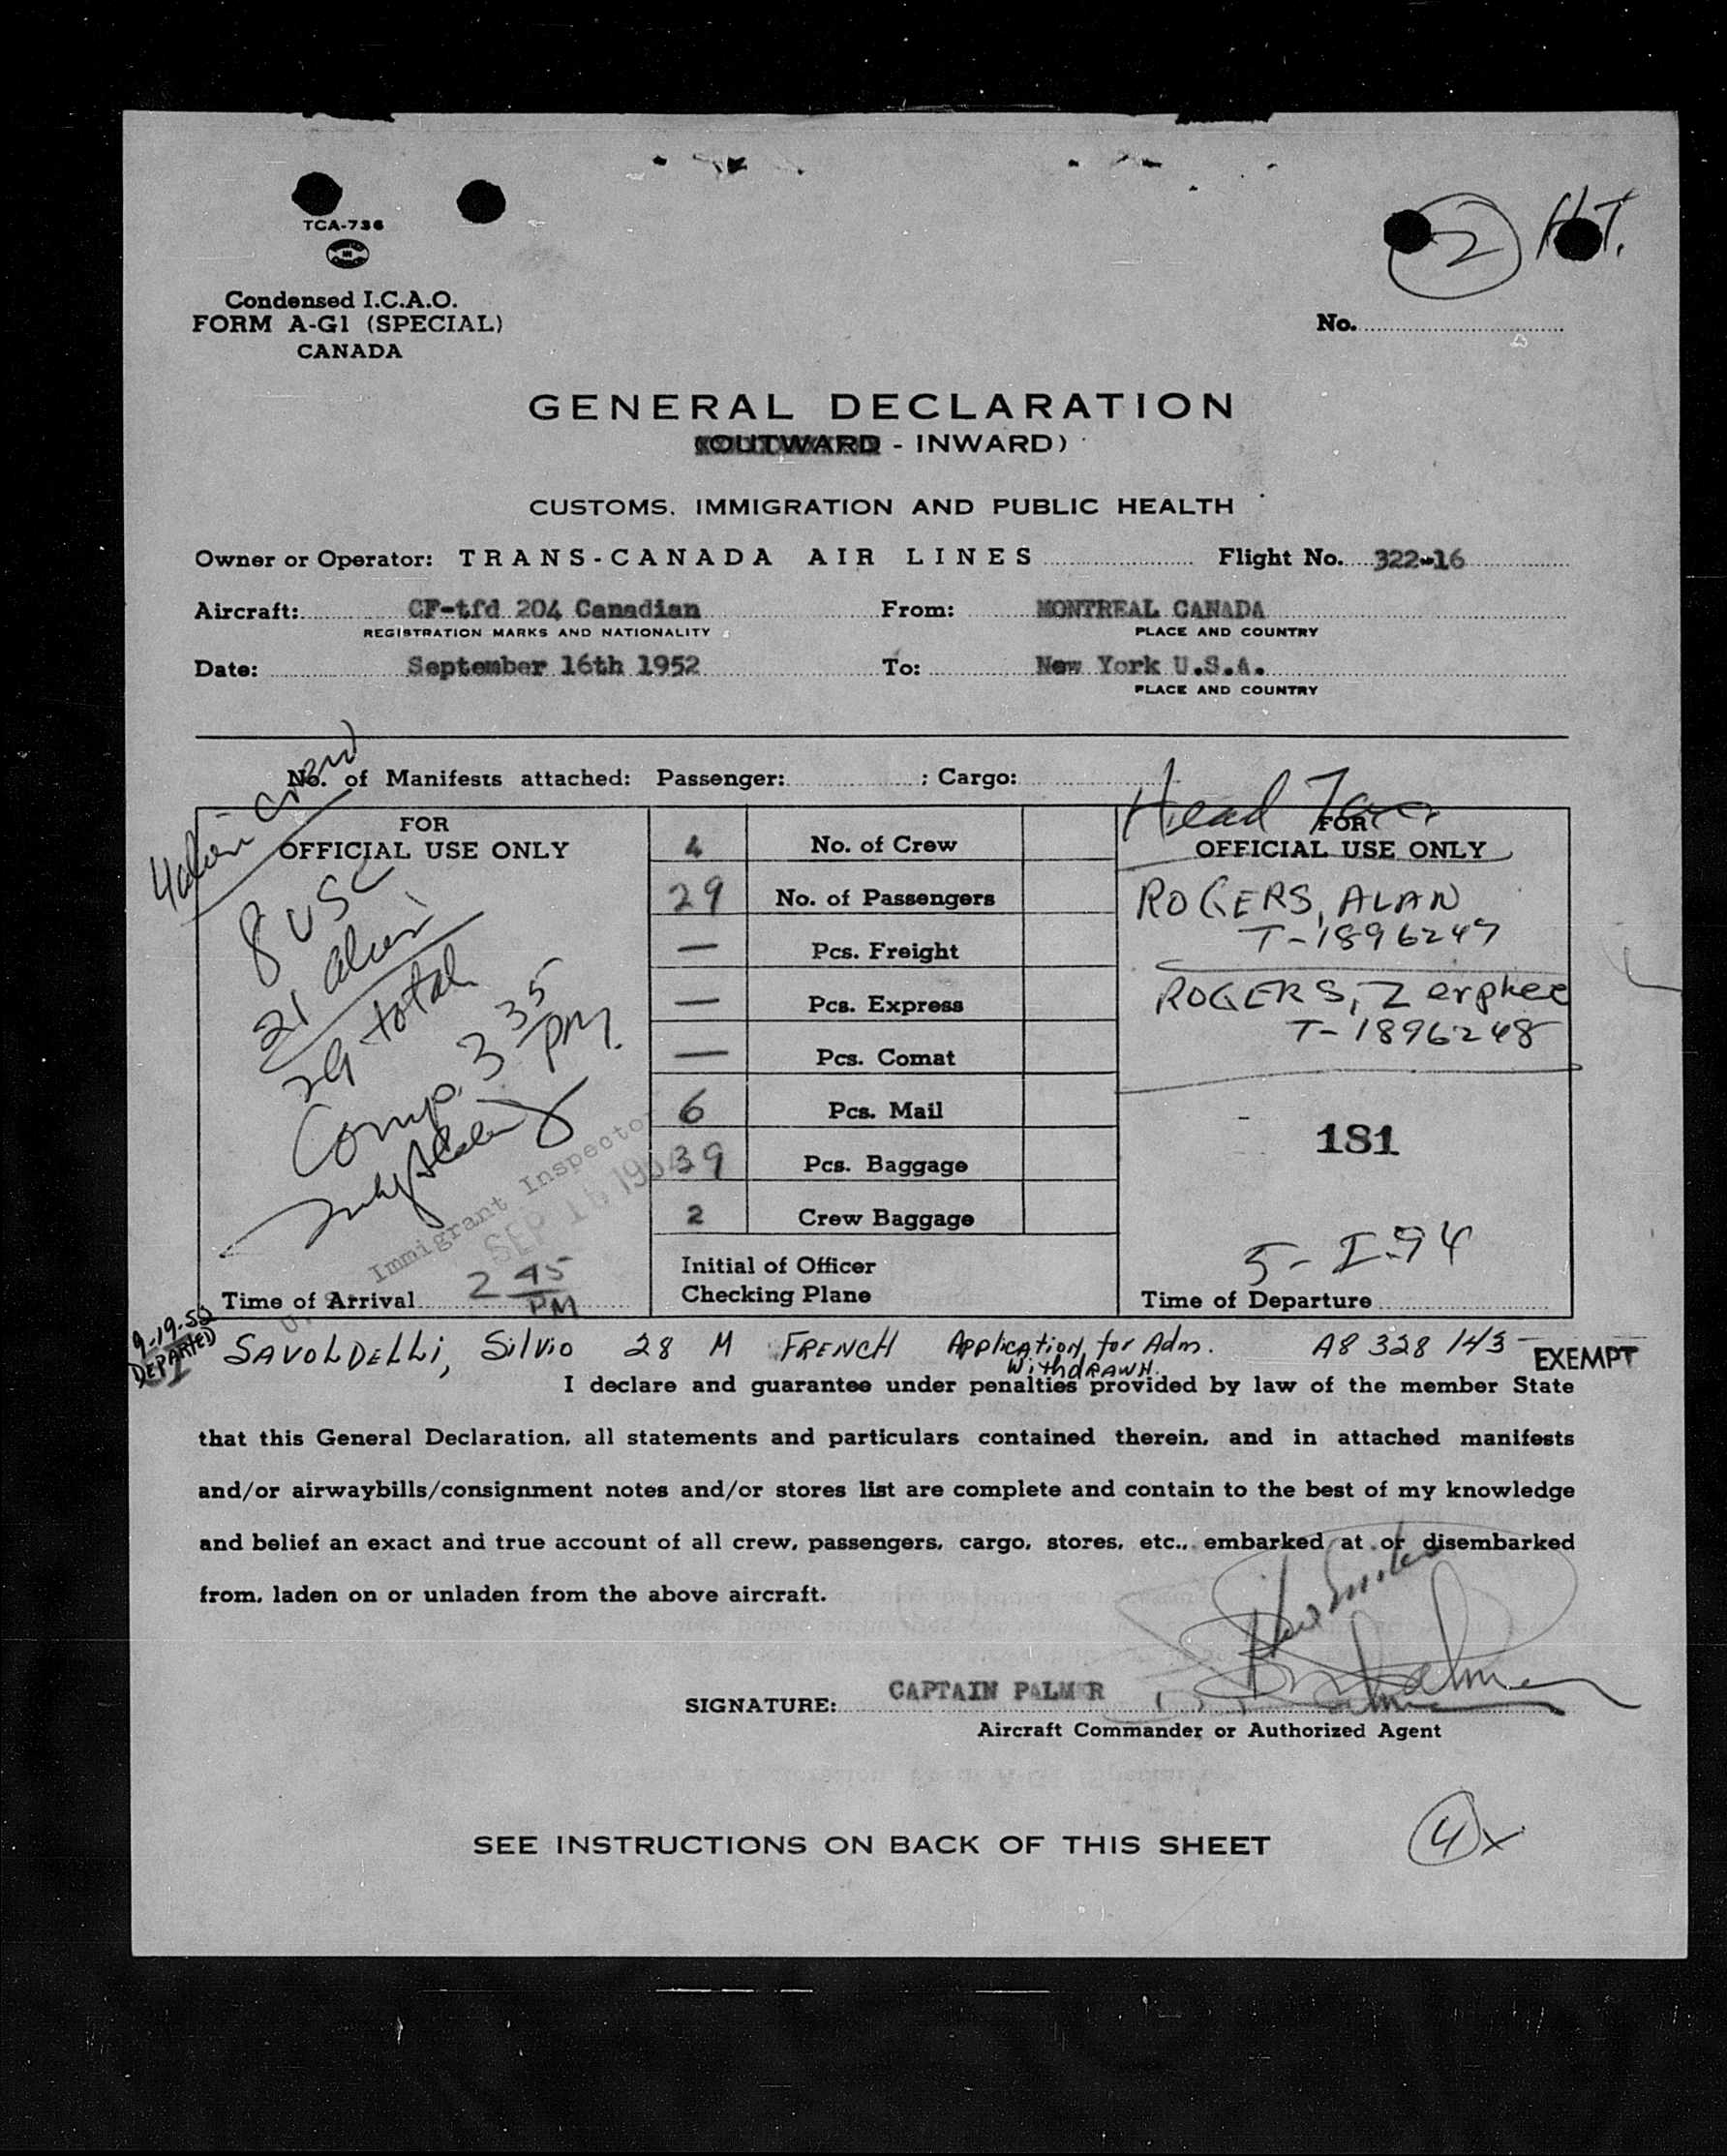 TCA-736
2 H.T.
Condensed I.C.A.O.
FORM A-G1 (SPECIAL)
CANADA
No.
GENERAL DECLARATION
(OUTWARD - INWARD)
CUSTOMS, IMMIGRATION AND PUBLIC HEALTH
Owner or Operator: TRANS-CANADA AIR LINES Flight No. 322-16
Aircraft: CF-tfd 204 Canadian From: MONTREAL CANADA
REGISTRATION MARKS AND NATIONALITY PLACE AND COUNTRY
Date: September 16th 1952 To: New York U.S.A.
PLACE AND COUNTRY
No. of Manifests attached: Passenger: ; Cargo:
4 alien crew
FOR
OFFICIAL USE ONLY
8 USC
21 alien
29 total
Comp. 3 35 PM.
Immigrant Inspector
SEP 16
Time of Arrival 2 45 PM
4 No. of Crew
29 No. of Passengers
— Pcs. Freight
— Pcs. Express
— Pcs. Comat
6 Pcs. Mail
39 Pcs. Baggage
2 Crew Baggage
Initial of Officer
Checking Plane
Head Tax
FOR
OFFICIAL USE ONLY
ROGERS, ALAN
T-1896247
ROGERS, Zerphee
T-1896248
181
5-I-94
Time of Departure
9-19-52
DEPARTED
SAVOLDELLi, Silvio 28 M FRENCH Application for Adm. A8 328 143 - EXEMPT
WithdRAWN.
I declare and guarantee under penalties provided by law of the member State
that this General Declaration, all statements and particulars contained therein, and in attached manifests
and/or airwaybills/consignment notes and/or stores list are complete and contain to the best of my knowledge
and belief an exact and true account of all crew, passengers, cargo, stores, etc., embarked at or disembarked
from, laden on or unladen from the above aircraft.
SIGNATURE: CAPTAIN PALMER
Aircraft Commander or Authorized Agent
SEE INSTRUCTIONS ON BACK OF THIS SHEET
4 x